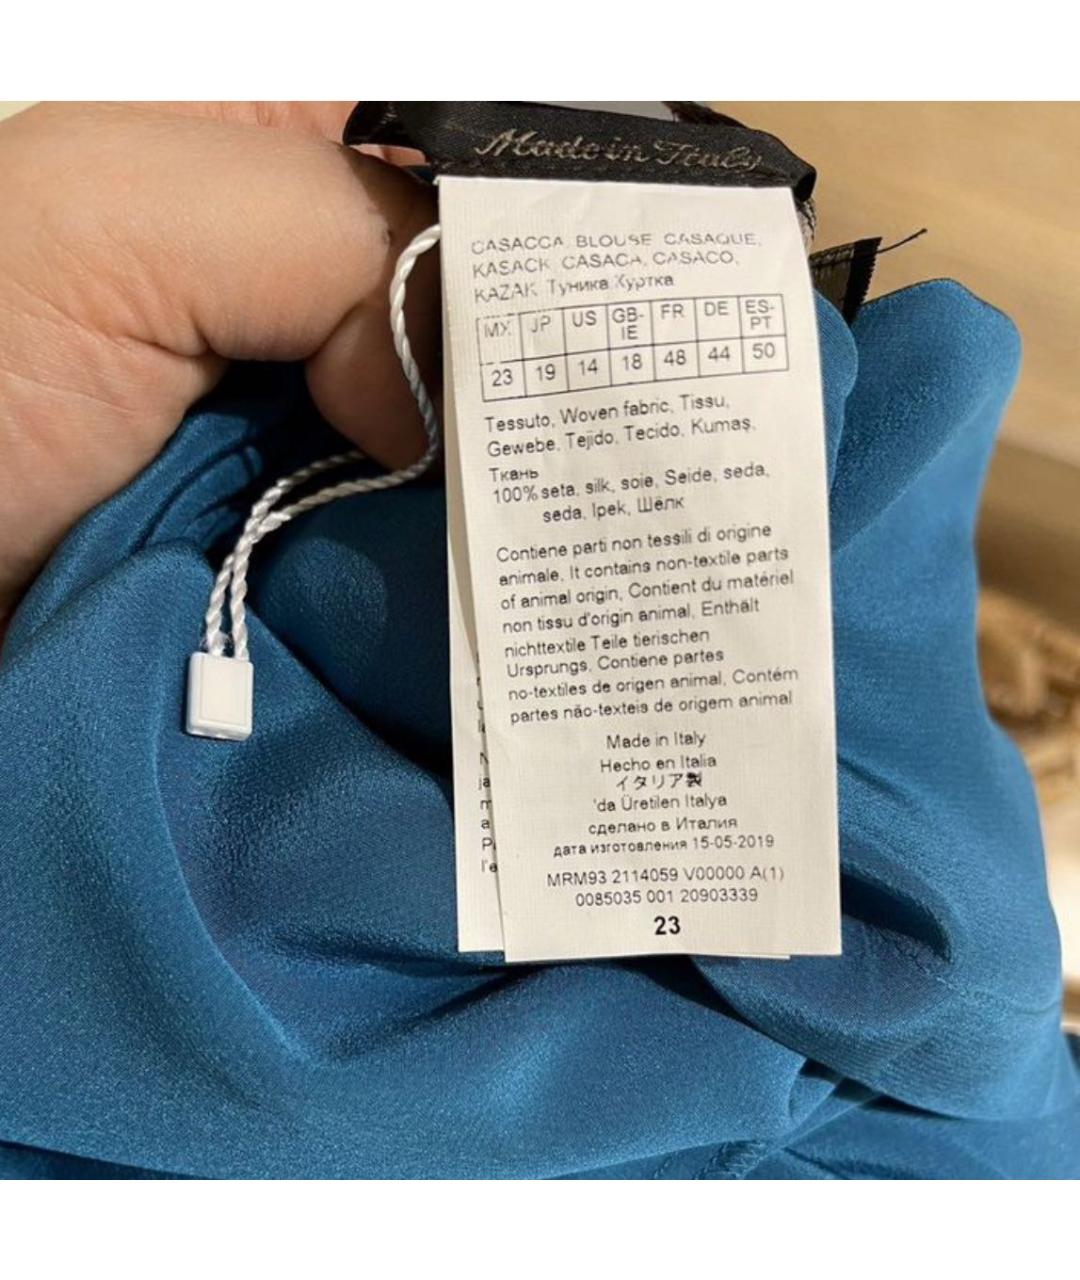 Made in Italy
CASACCA, BLOUSE, CASAQUE,
KASACK, CASACA, CASACO,
KAZAK, Туника, Куртка
MX JP US GB-IE FR DE ES-PT
23 19 14 18 48 44 50
Tessuto, Woven fabric, Tissu,
Gewebe, Tejido, Tecido, Kumaş,
Ткань
100% seta, silk, soie, Seide, seda,
seda, Ipek, Шёлк
Contiene parti non tessili di origine
animale, It contains non-textile parts
of animal origin, Contient du matériel
non tissu d'origin animal, Enthält
nichttextile Teile tierischen
Ursprungs, Contiene partes
no-textiles de origen animal, Contém
partes não-texteis de origem animal
Made in Italy
Hecho en Italia
イタリア製
'da Üretilen Italya
сделано в Италия
дата изготовления 15-05-2019
MRM93 2114059 V00000 A(1)
0085035 001 20903339
23